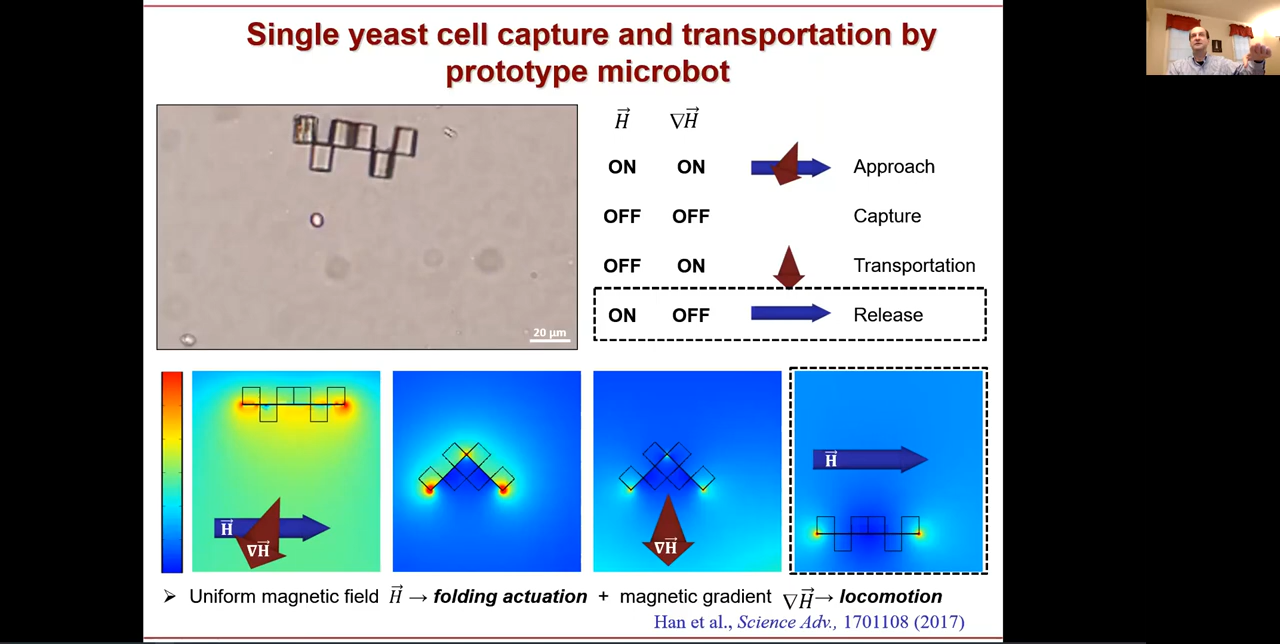 Single yeast cell capture and transportation by
prototype microbot
H⃗ ∇H⃗
ON ON Approach
OFF OFF Capture
OFF ON Transportation
ON OFF Release
20 μm
H⃗
∇H⃗
∇H⃗
H⃗
➢ Uniform magnetic field H⃗ → folding actuation + magnetic gradient ∇H⃗ → locomotion
Han et al., Science Adv., 1701108 (2017)